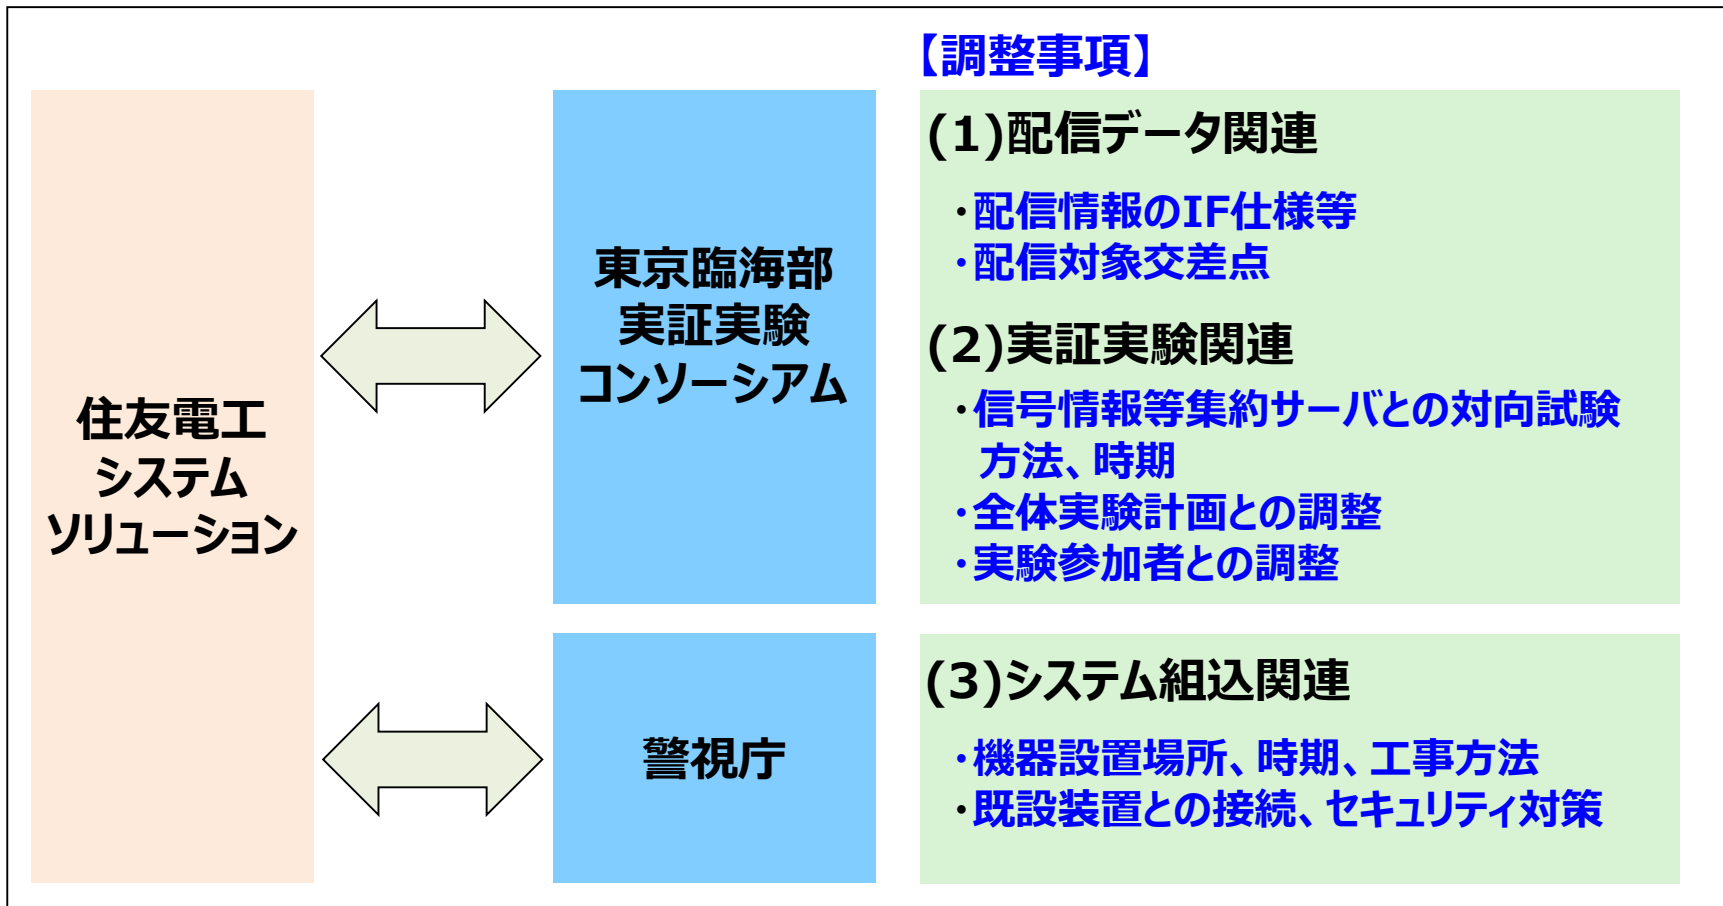 【調整事項】
住友電工
システム
ソリューション
東京臨海部
実証実験
コンソーシアム
(1)配信データ関連
・配信情報のIF仕様等
・配信対象交差点
(2)実証実験関連
・信号情報等集約サーバとの対向試験
方法、時期
・全体実験計画との調整
・実験参加者との調整
警視庁
(3)システム組込関連
・機器設置場所、時期、工事方法
・既設装置との接続、セキュリティ対策